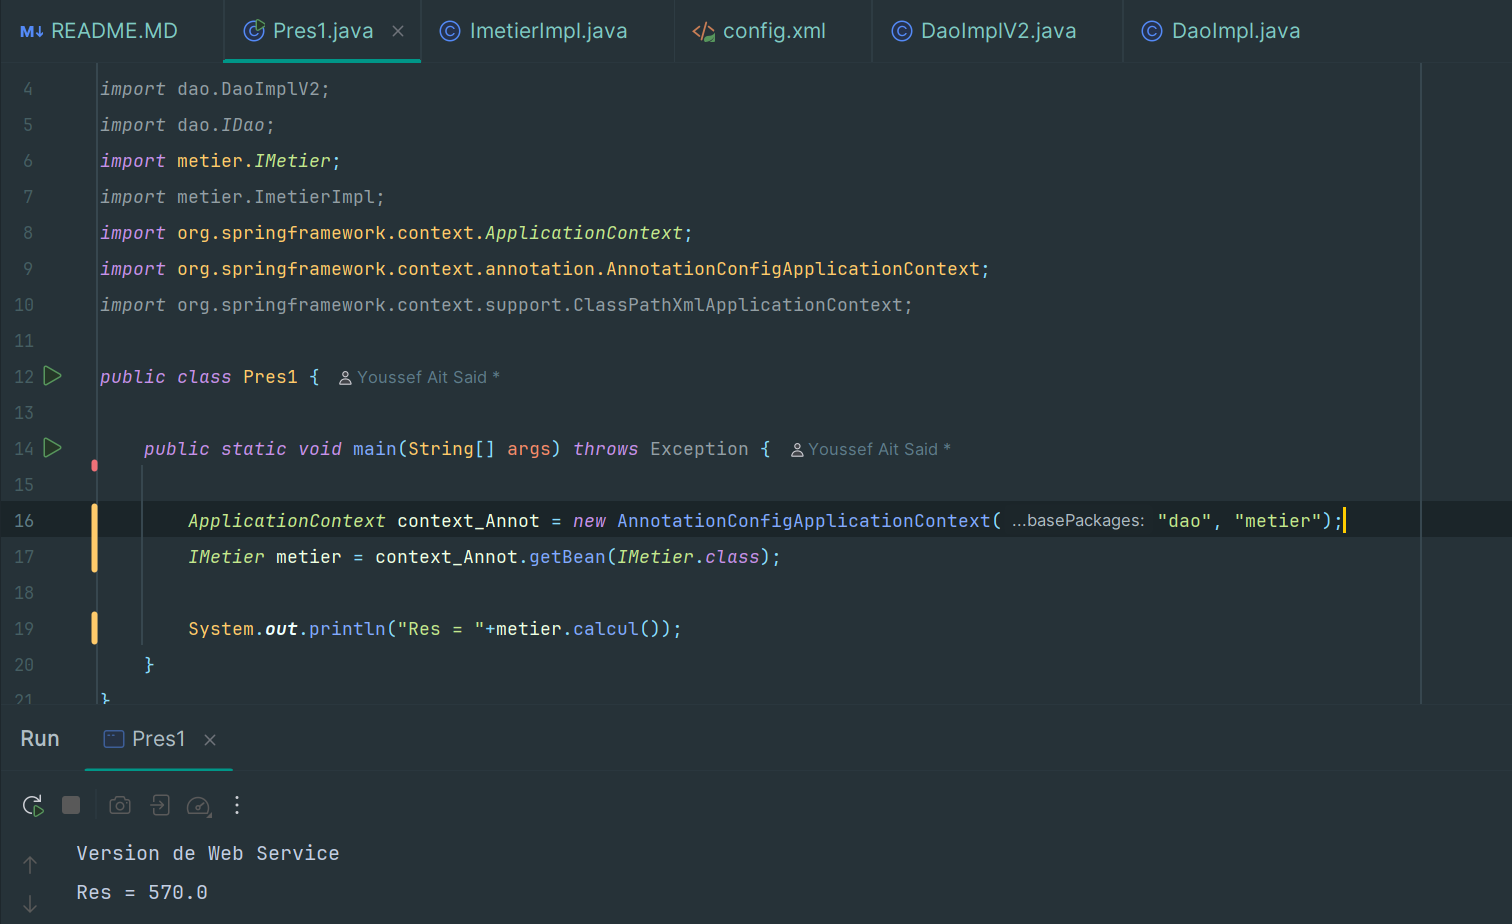 M↓ README.MD Pres1.java × ImetierImpl.java config.xml DaoImplV2.java DaoImpl.java
4 import dao.DaoImplV2;
5 import dao.IDao;
6 import metier.IMetier;
7 import metier.ImetierImpl;
8 import org.springframework.context.ApplicationContext;
9 import org.springframework.context.annotation.AnnotationConfigApplicationContext;
10 import org.springframework.context.support.ClassPathXmlApplicationContext;
11
12 public class Pres1 { Youssef Ait Said *
13
14 public static void main(String[] args) throws Exception { Youssef Ait Said *
15
16 ApplicationContext context_Annot = new AnnotationConfigApplicationContext( ...basePackages: "dao", "metier");
17 IMetier metier = context_Annot.getBean(IMetier.class);
18
19 System.out.println("Res = "+metier.calcul());
20 }
21 }
Run Pres1 ×
Version de Web Service
Res = 570.0